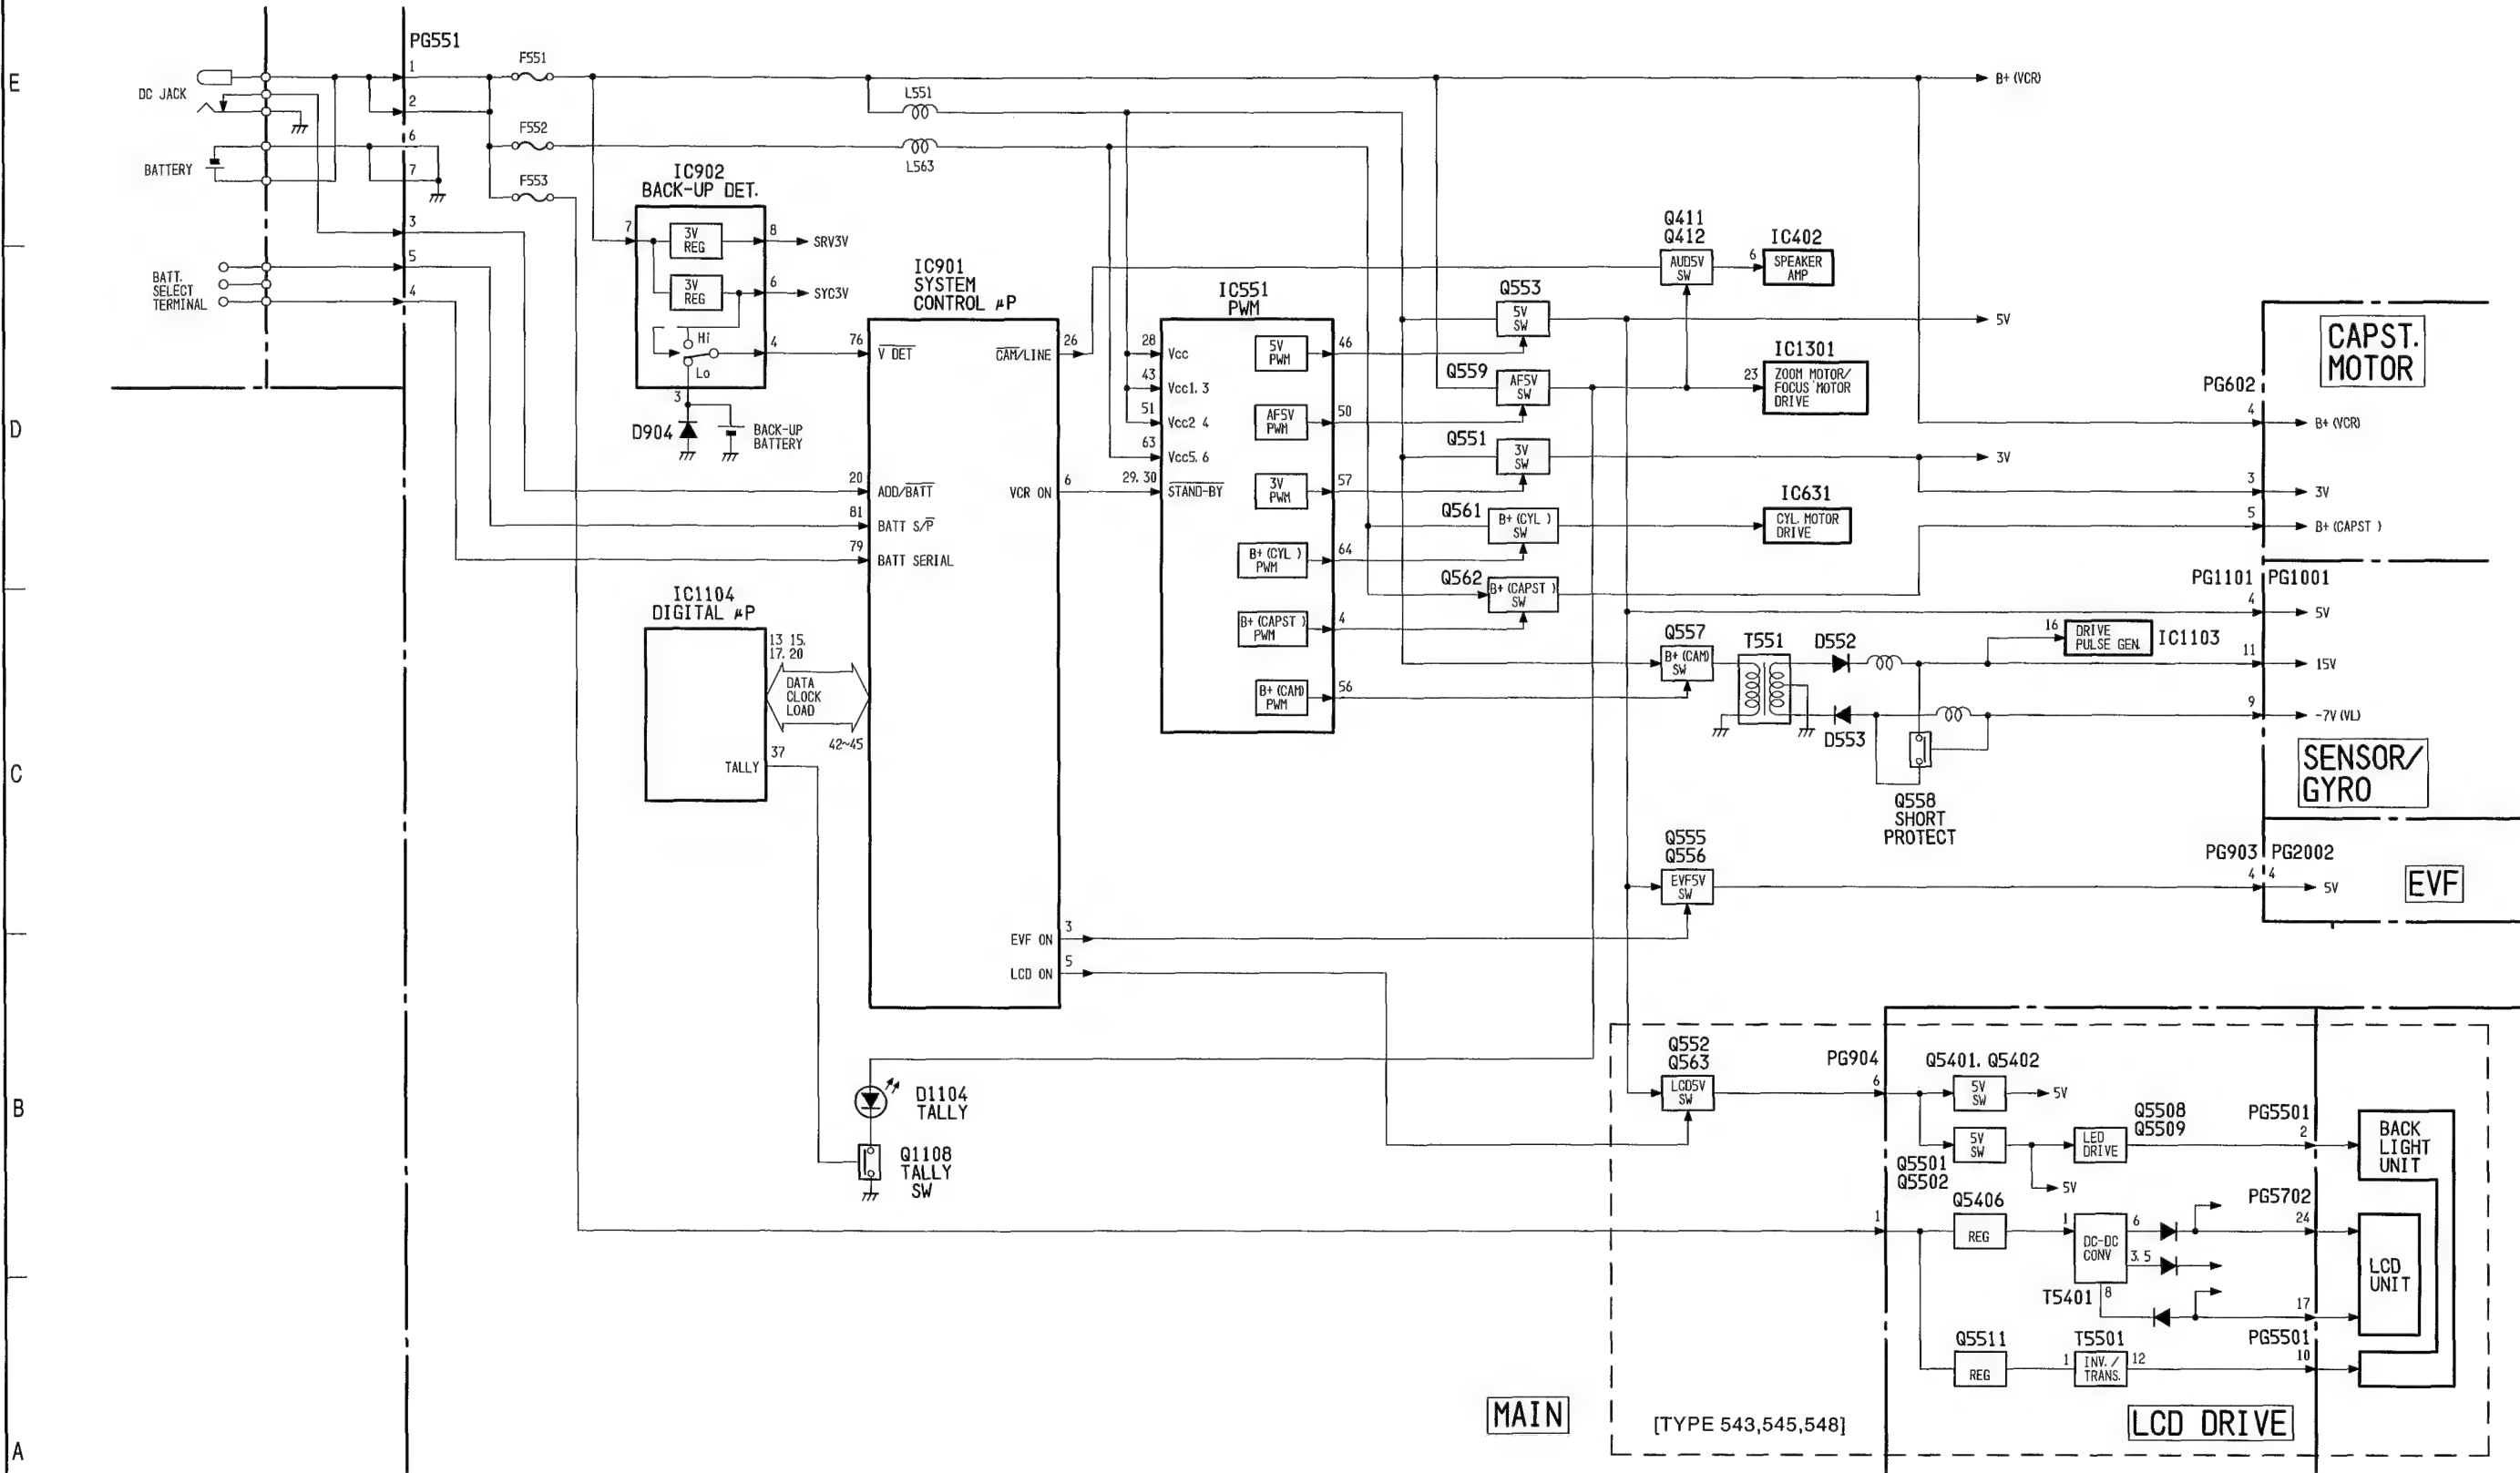 E
D
C
B
A
PG551
DC JACK
1
2
6
7
3
5
4
BATTERY
BATT.
SELECT
TERMINAL
F551
F552
F553
L551
L563
B+(VCR)
IC902
BACK-UP DET.
7
3V
REG
8
SRV3V
3V
REG
6
SYC3V
Hi
Lo
4
3
D904
BACK-UP
BATTERY
IC901
SYSTEM
CONTROL μP
76
V DET
26
CAM/LINE
20
ADD/BATT
81
BATT S/P
79
BATT SERIAL
6
VCR ON
3
EVF ON
5
LCD ON
IC1104
DIGITAL μP
13 15.
17. 20
DATA
CLOCK
LOAD
42~45
37
TALLY
D1104
TALLY
Q1108
TALLY
SW
IC551
PWM
28
Vcc
43
Vcc1. 3
51
Vcc2 4
63
Vcc5. 6
29. 30
STAND-BY
5V
PWM
46
AF5V
PWM
50
3V
PWM
57
B+(CYL )
PWM
64
B+(CAPST )
PWM
4
B+(CAM)
PWM
56
Q411
Q412
AUD5V
SW
6
IC402
SPEAKER
AMP
Q553
5V
SW
5V
Q559
AF5V
SW
23
IC1301
ZOOM MOTOR/
FOCUS MOTOR
DRIVE
Q551
3V
SW
3V
Q561
B+(CYL )
SW
IC631
CYL. MOTOR
DRIVE
Q562
B+(CAPST )
SW
Q557
B+(CAM)
SW
T551
D552
D553
16
DRIVE
PULSE GEN.
IC1103
Q558
SHORT
PROTECT
Q555
Q556
EVF5V
SW
CAPST.
MOTOR
PG602
4
B+(VCR)
3
3V
5
B+(CAPST )
PG1101
PG1001
4
5V
11
15V
9
-7V(VL)
SENSOR/
GYRO
PG903
PG2002
4
4
5V
EVF
Q552
Q563
LCD5V
SW
PG904
6
Q5401. Q5402
5V
SW
5V
5V
SW
Q5501
Q5502
5V
LED
DRIVE
Q5508
Q5509
PG5501
2
BACK
LIGHT
UNIT
1
Q5406
REG
1
DC-DC
CONV
6
3. 5
8
T5401
PG5702
24
17
LCD
UNIT
Q5511
REG
1
T5501
INV./
TRANS.
12
PG5501
10
MAIN
[TYPE 543,545,548]
LCD DRIVE